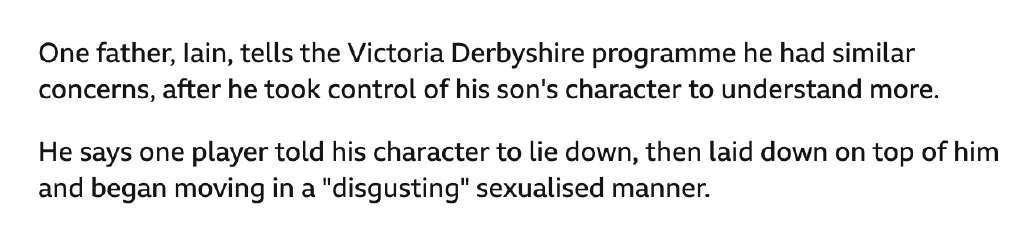 One father, Iain, tells the Victoria Derbyshire programme he had similar
concerns, after he took control of his son's character to understand more.
He says one player told his character to lie down, then laid down on top of him
and began moving in a "disgusting" sexualised manner.